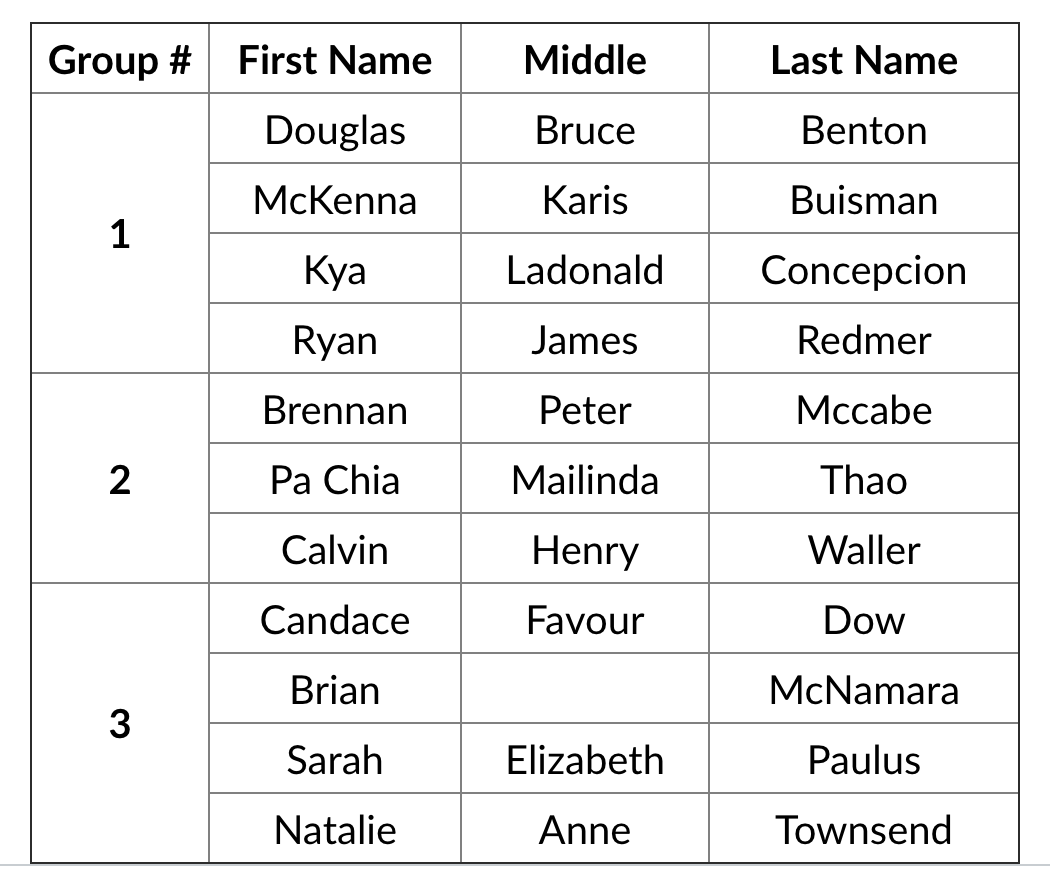 Group # First Name Middle Last Name
1 Douglas Bruce Benton
McKenna Karis Buisman
Kya Ladonald Concepcion
Ryan James Redmer
2 Brennan Peter Mccabe
Pa Chia Mailinda Thao
Calvin Henry Waller
3 Candace Favour Dow
Brian McNamara
Sarah Elizabeth Paulus
Natalie Anne Townsend